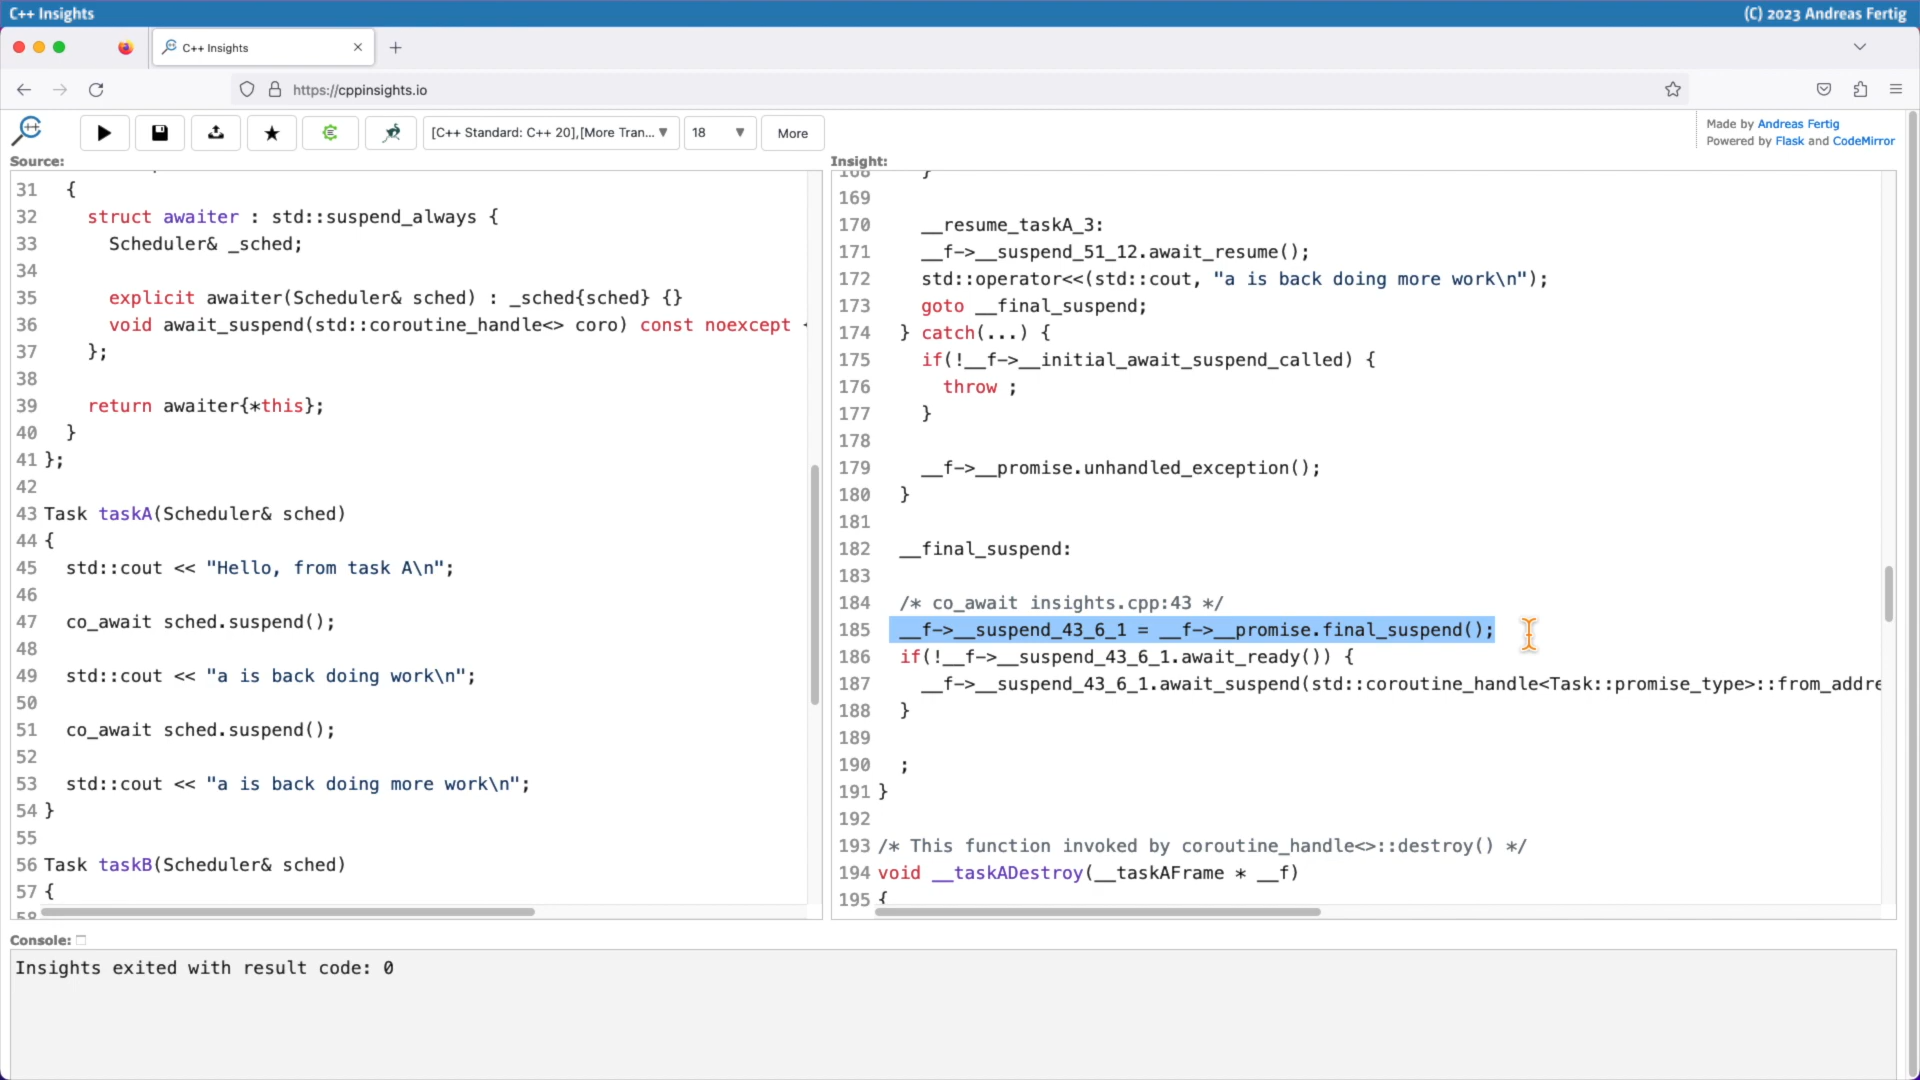 C++ Insights
(C) 2023 Andreas Fertig
C++ Insights
https://cppinsights.io
[C++ Standard: C++ 20],[More Tran... ▼
18 ▼
More
Made by Andreas Fertig
Powered by Flask and CodeMirror
Source:
31 {
32     struct awaiter : std::suspend_always {
33       Scheduler& _sched;
34
35       explicit awaiter(Scheduler& sched) : _sched{sched} {}
36       void await_suspend(std::coroutine_handle<> coro) const noexcept
37     };
38
39     return awaiter{*this};
40   }
41 };
42
43 Task taskA(Scheduler& sched)
44 {
45   std::cout << "Hello, from task A\n";
46
47   co_await sched.suspend();
48
49   std::cout << "a is back doing work\n";
50
51   co_await sched.suspend();
52
53   std::cout << "a is back doing more work\n";
54 }
55
56 Task taskB(Scheduler& sched)
57 {
58
Insight:
168     }
169
170     __resume_taskA_3:
171     __f->__suspend_51_12.await_resume();
172     std::operator<<(std::cout, "a is back doing more work\n");
173     goto __final_suspend;
174   } catch(...) {
175     if(!__f->__initial_await_suspend_called) {
176       throw ;
177     }
178
179     __f->__promise.unhandled_exception();
180   }
181
182   __final_suspend:
183
184   /* co_await insights.cpp:43 */
185   __f->__suspend_43_6_1 = __f->__promise.final_suspend();
186   if(!__f->__suspend_43_6_1.await_ready()) {
187     __f->__suspend_43_6_1.await_suspend(std::coroutine_handle<Task::promise_type>::from_addre
188   }
189
190   ;
191 }
192
193 /* This function invoked by coroutine_handle<>::destroy() */
194 void __taskADestroy(__taskAFrame * __f)
195 {
Console:
Insights exited with result code: 0